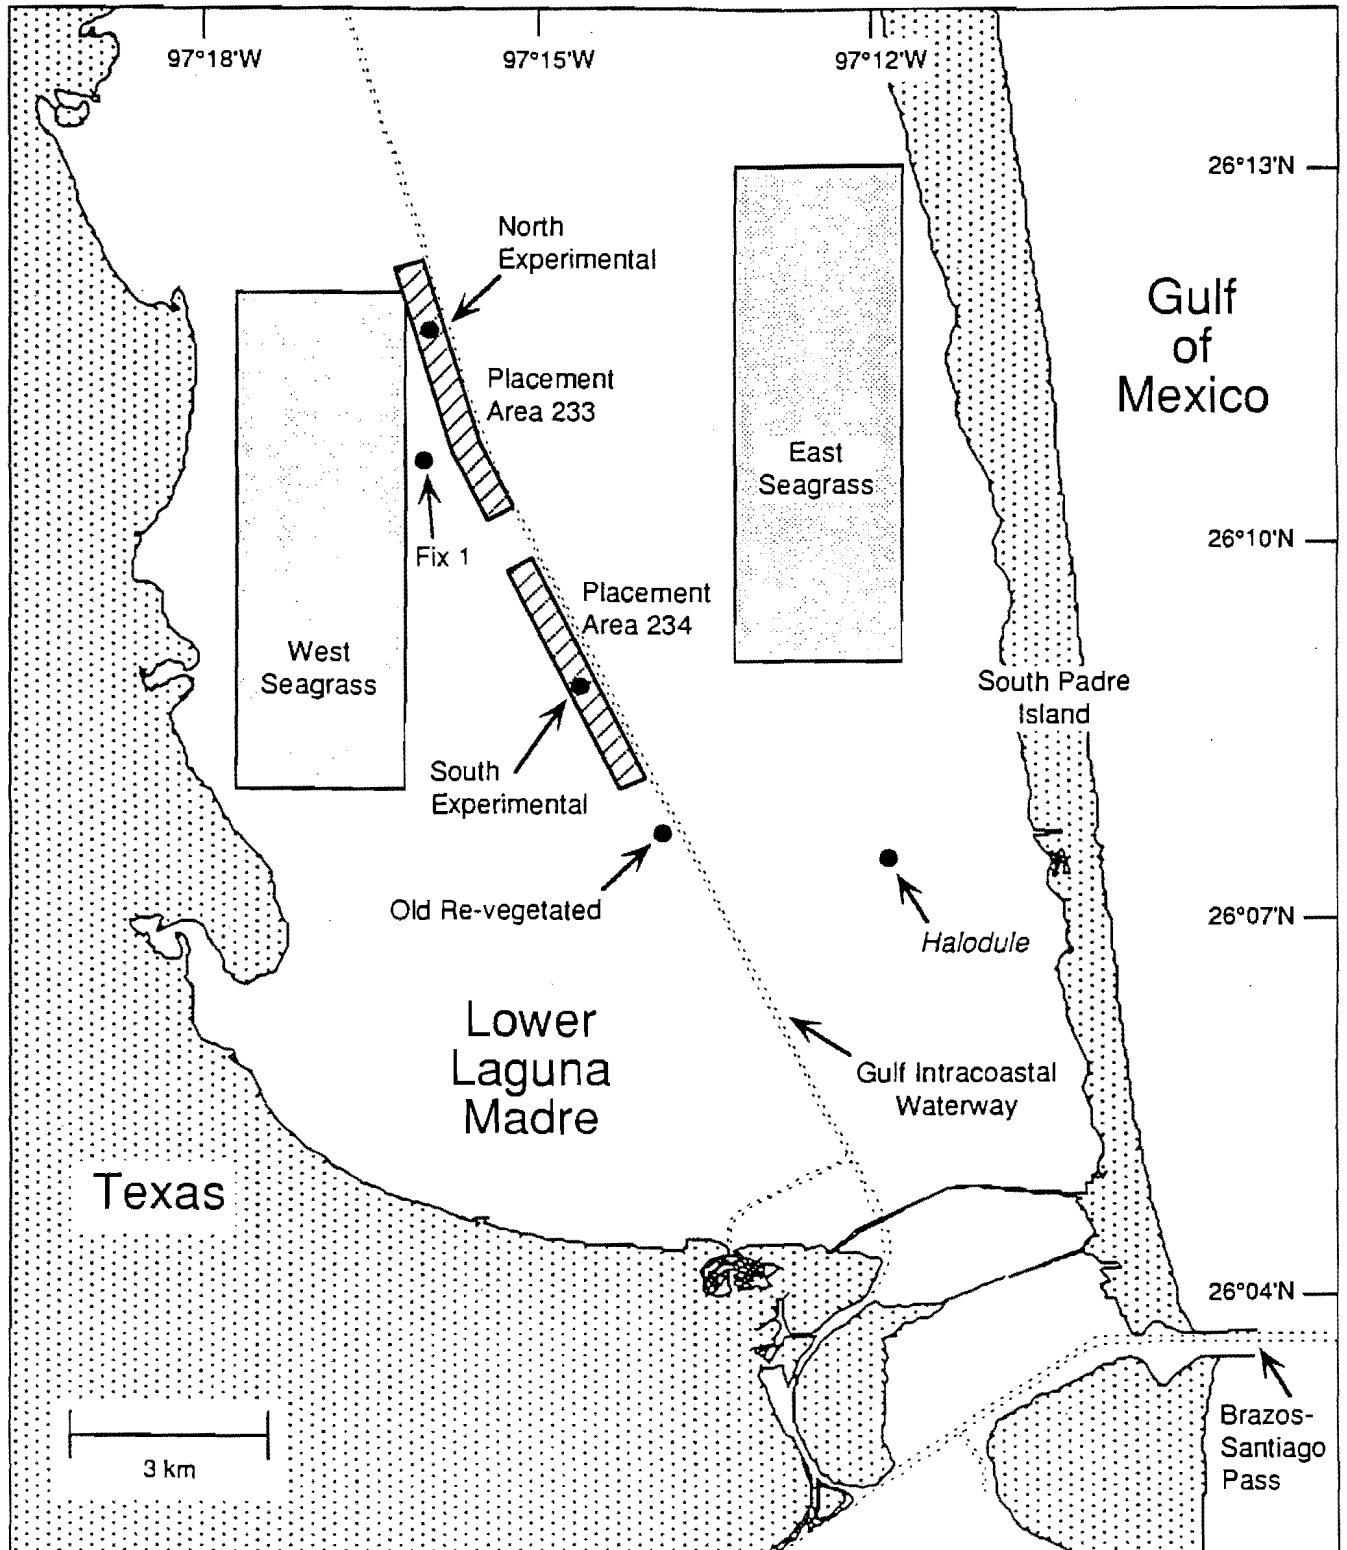 97°18'W
97°15'W
97°12'W
26°13'N
North
Experimental
Gulf
of
Mexico
Placement
Area 233
East
Seagrass
26°10'N
Fix 1
Placement
Area 234
West
Seagrass
South Padre
Island
South
Experimental
Old Re-vegetated
26°07'N
Halodule
Lower
Laguna
Madre
Gulf Intracoastal
Waterway
Texas
26°04'N
Brazos-
Santiago
Pass
3 km